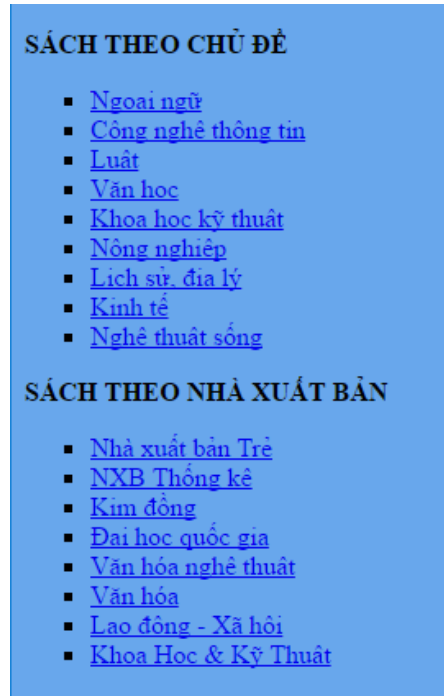 SÁCH THEO CHỦ ĐỀ
Ngoại ngữ
Công nghệ thông tin
Luật
Văn học
Khoa học kỹ thuật
Nông nghiệp
Lịch sử, địa lý
Kinh tế
Nghệ thuật sống
SÁCH THEO NHÀ XUẤT BẢN
Nhà xuất bản Trẻ
NXB Thống kê
Kim đồng
Đại học quốc gia
Văn hóa nghệ thuật
Văn hóa
Lao động - Xã hội
Khoa Học & Kỹ Thuật